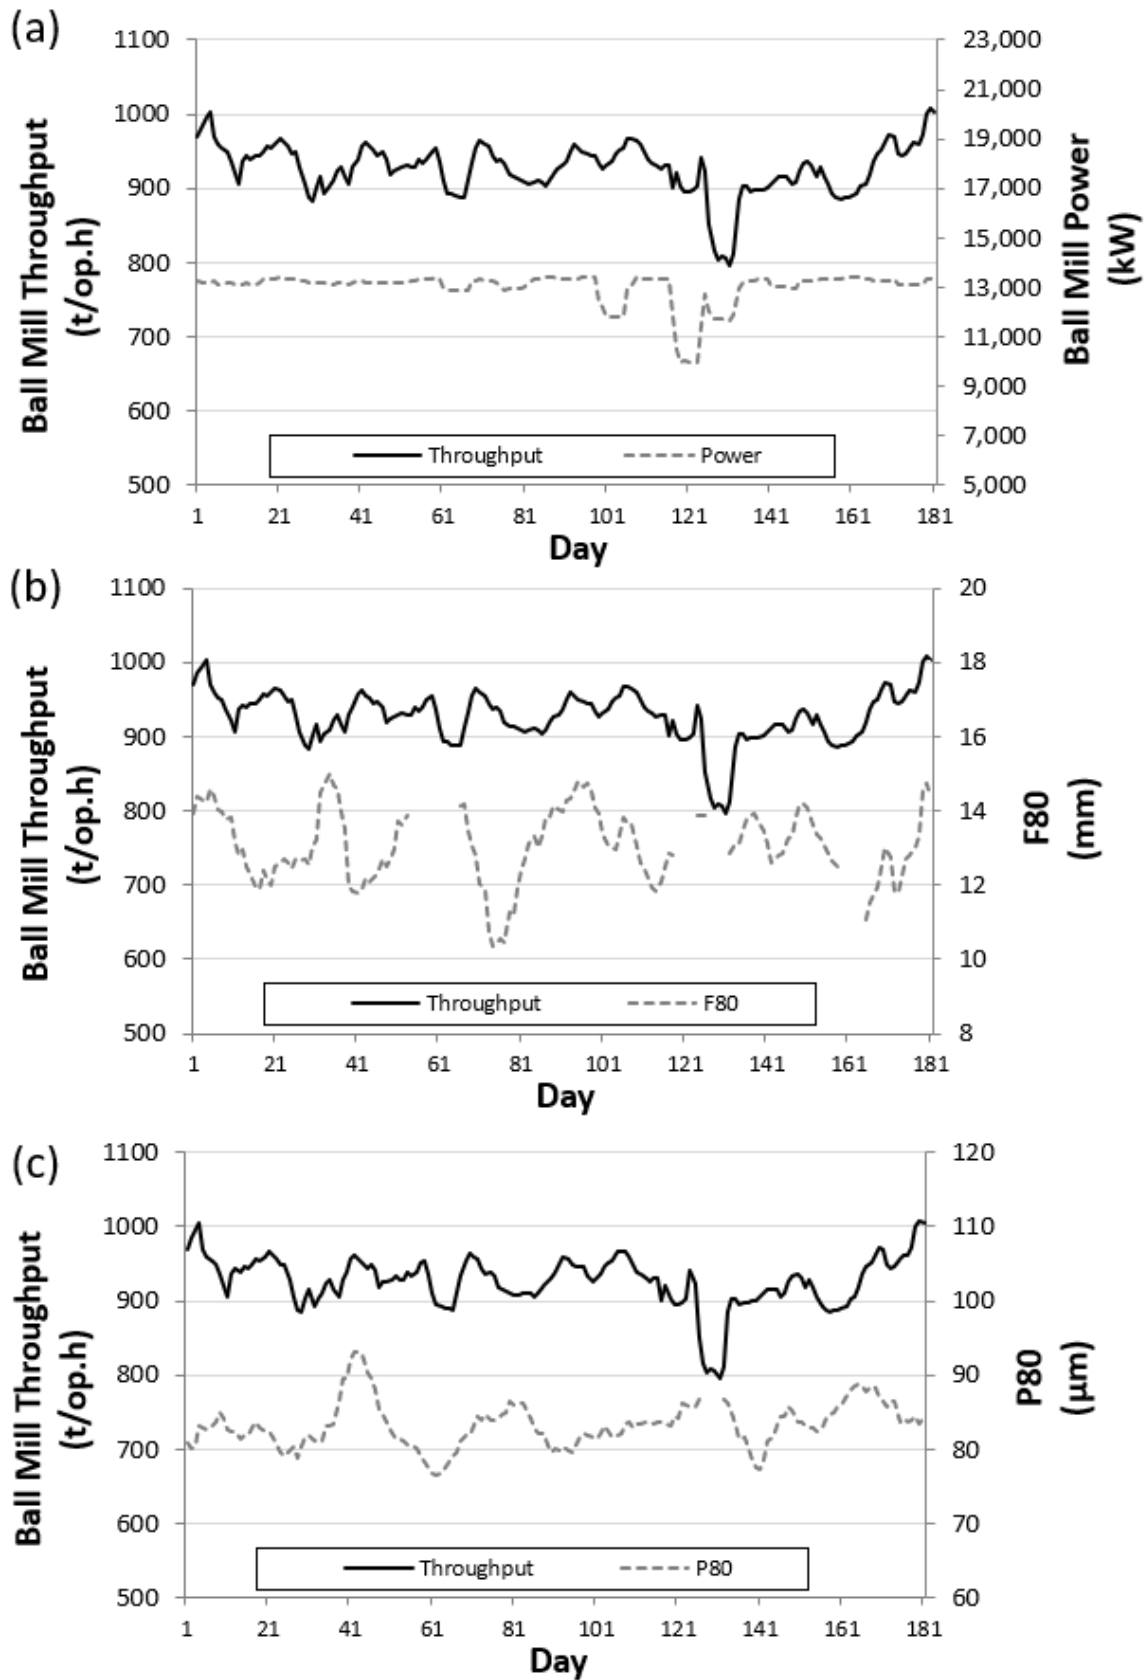 (a)
1100
1000
900
800
700
600
500
Ball Mill Throughput
(t/op.h)
23,000
21,000
19,000
17,000
15,000
13,000
11,000
9,000
7,000
5,000
Ball Mill Power
(kW)
Throughput Power
1 21 41 61 81 101 121 141 161 181
Day
(b)
1100
1000
900
800
700
600
500
Ball Mill Throughput
(t/op.h)
20
18
16
14
12
10
8
F80
(mm)
Throughput F80
1 21 41 61 81 101 121 141 161 181
Day
(c)
1100
1000
900
800
700
600
500
Ball Mill Throughput
(t/op.h)
120
110
100
90
80
70
60
P80
(µm)
Throughput P80
1 21 41 61 81 101 121 141 161 181
Day